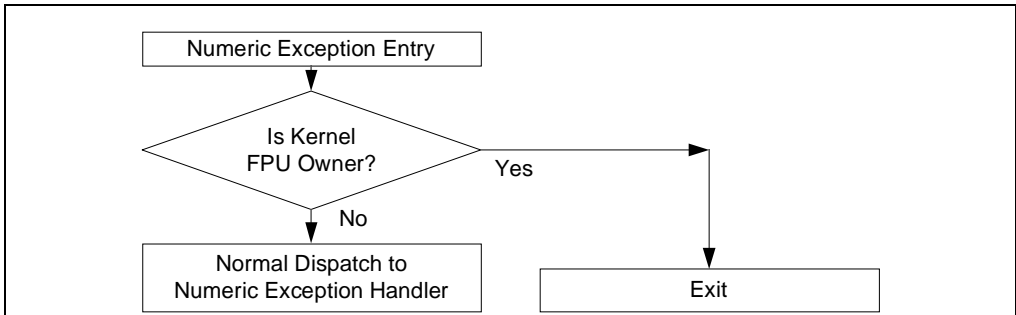 Numeric Exception Entry
Is Kernel
FPU Owner?
Yes
No
Normal Dispatch to
Numeric Exception Handler
Exit